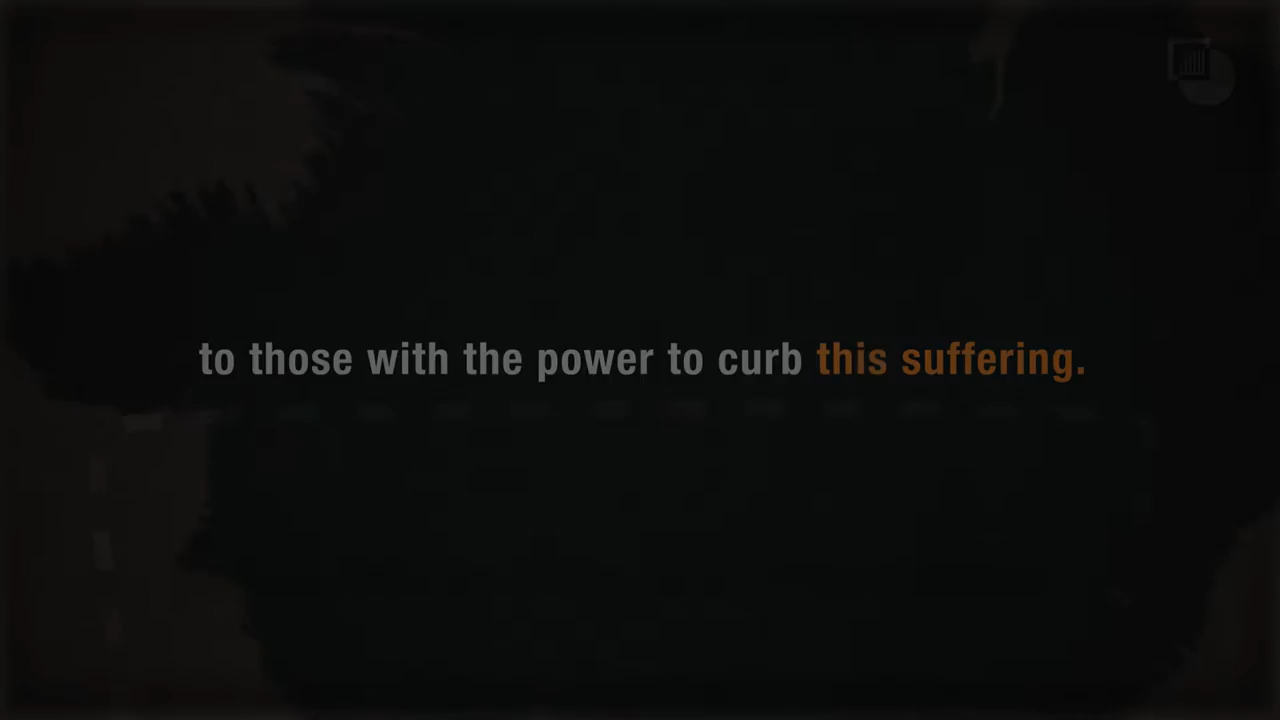 to those with the power to curb this suffering.